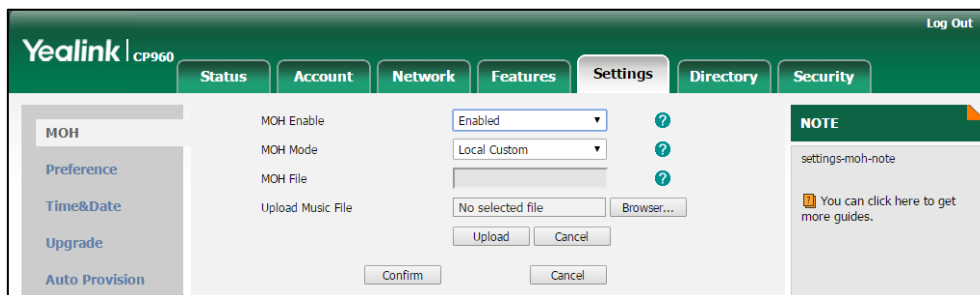 Log Out
Yealink CP960
Status Account Network Features Settings Directory Security
MOH
Preference
Time&Date
Upgrade
Auto Provision
MOH Enable Enabled ?
MOH Mode Local Custom ?
MOH File ?
Upload Music File No selected file Browser...
Upload Cancel
Confirm Cancel
NOTE
settings-moh-note
? You can click here to get
more guides.